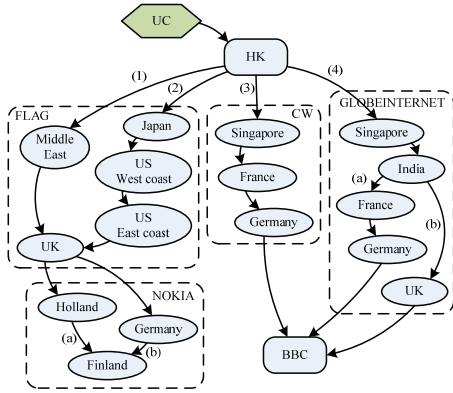 UC
HK
(1)
(2)
(3)
(4)
FLAG
Middle
East
Japan
US
West coast
US
East coast
UK
CW
Singapore
France
Germany
GLOBEINTERNET
Singapore
India
(a)
France
(b)
Germany
UK
NOKIA
Holland
Germany
(a)
(b)
Finland
BBC